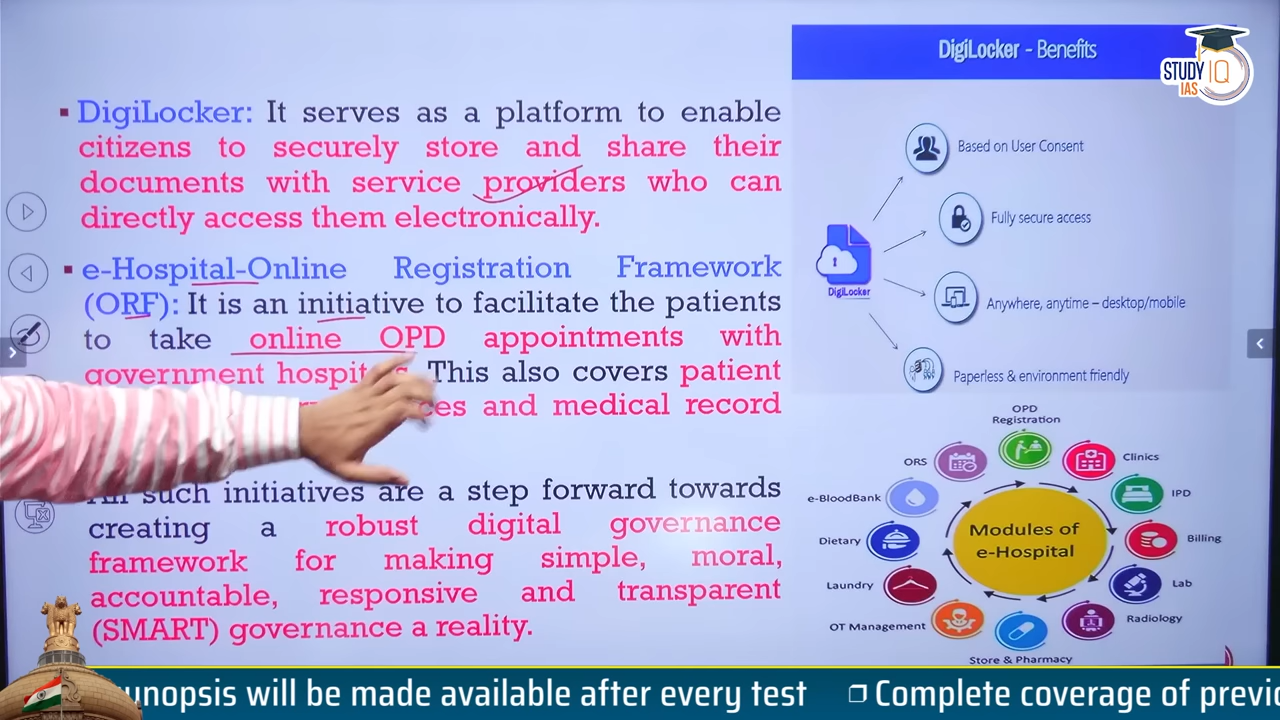 DigiLocker - Benefits
STUDY IQ
IAS
▪ DigiLocker: It serves as a platform to enable
citizens to securely store and share their
documents with service providers who can
directly access them electronically.
▪ e-Hospital-Online Registration Framework
(ORF): It is an initiative to facilitate the patients
to take online OPD appointments with
government hospitals. This also covers patient
and medical record
All such initiatives are a step forward towards
creating a robust digital governance
framework for making simple, moral,
accountable, responsive and transparent
(SMART) governance a reality.
Based on User Consent
Fully secure access
DigiLocker
Anywhere, anytime – desktop/mobile
Paperless & environment friendly
OPD
Registration
ORS
Clinics
e-BloodBank
IPD
Modules of
e-Hospital
Dietary
Billing
Laundry
Lab
OT Management
Radiology
Store & Pharmacy
ynopsis will be made available after every test ❐ Complete coverage of previo